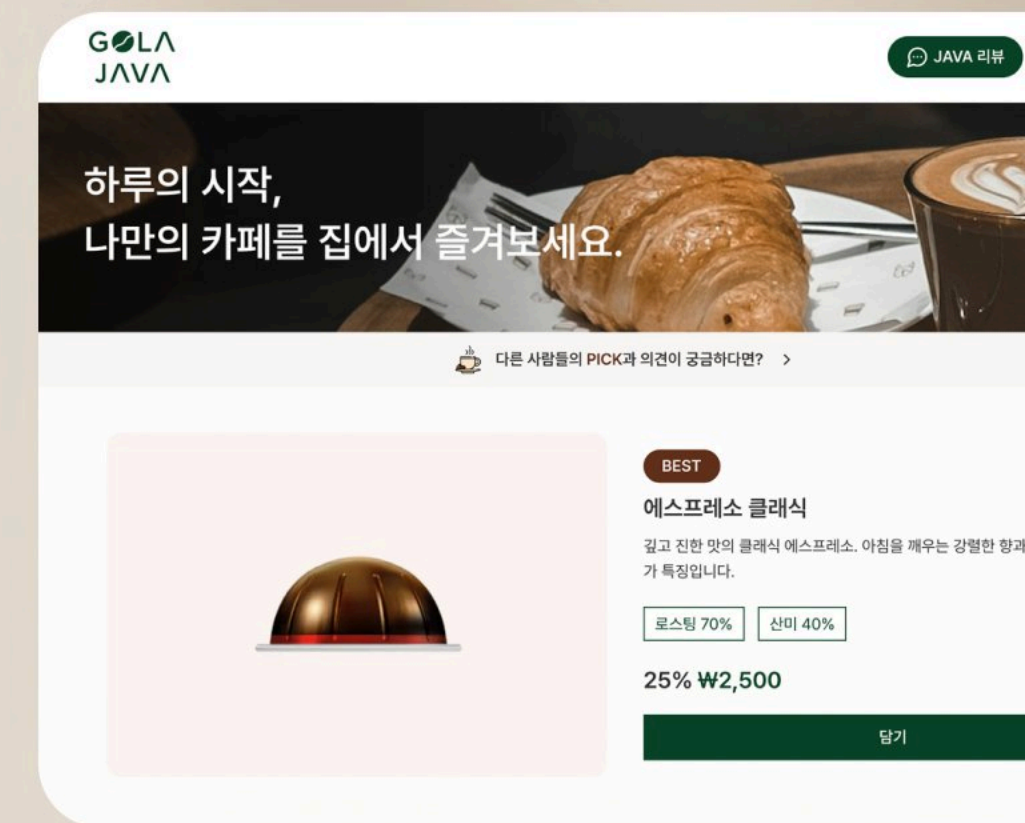 GOLA
JAVA
JAVA 리뷰
하루의 시작,
나만의 카페를 집에서 즐겨보세요.
다른 사람들의 PICK과 의견이 궁금하다면? >
BEST
에스프레소 클래식
깊고 진한 맛의 클래식 에스프레소. 아침을 깨우는 강렬한 향과
가 특징입니다.
로스팅 70%
산미 40%
25% ₩2,500
담기